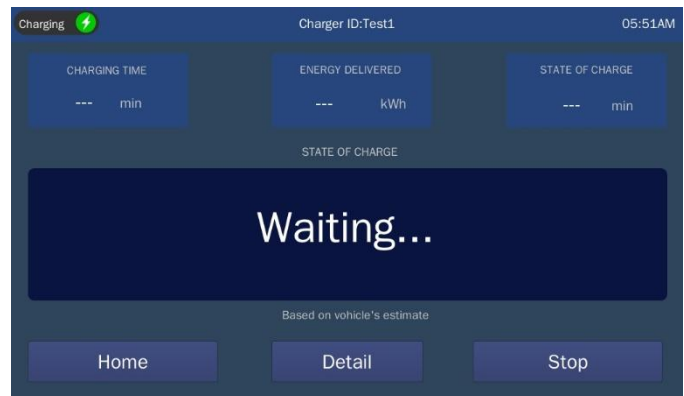 Charging Charger ID:Test1 05:51AM
CHARGING TIME ENERGY DELIVERED STATE OF CHARGE
--- min --- kWh --- min
STATE OF CHARGE
Waiting...
Based on vehicle's estimate
Home Detail Stop